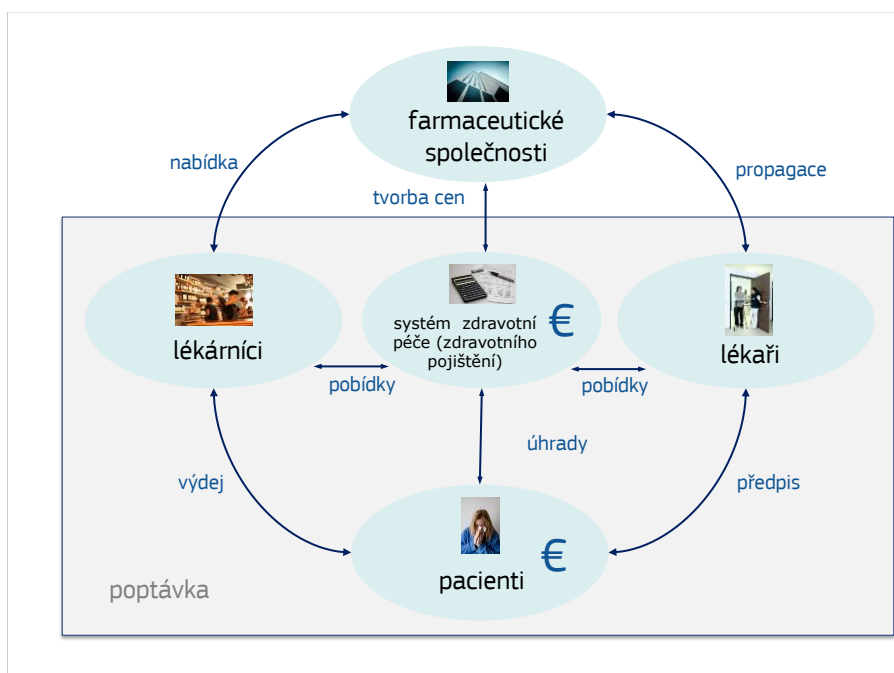 farmaceutické
společnosti
nabídka
propagace
tvorba cen
systém zdravotní
péče (zdravotního
pojištění)
€
lékárníci
lékaři
pobídky
pobídky
úhrady
výdej
předpis
€
pacienti
poptávka